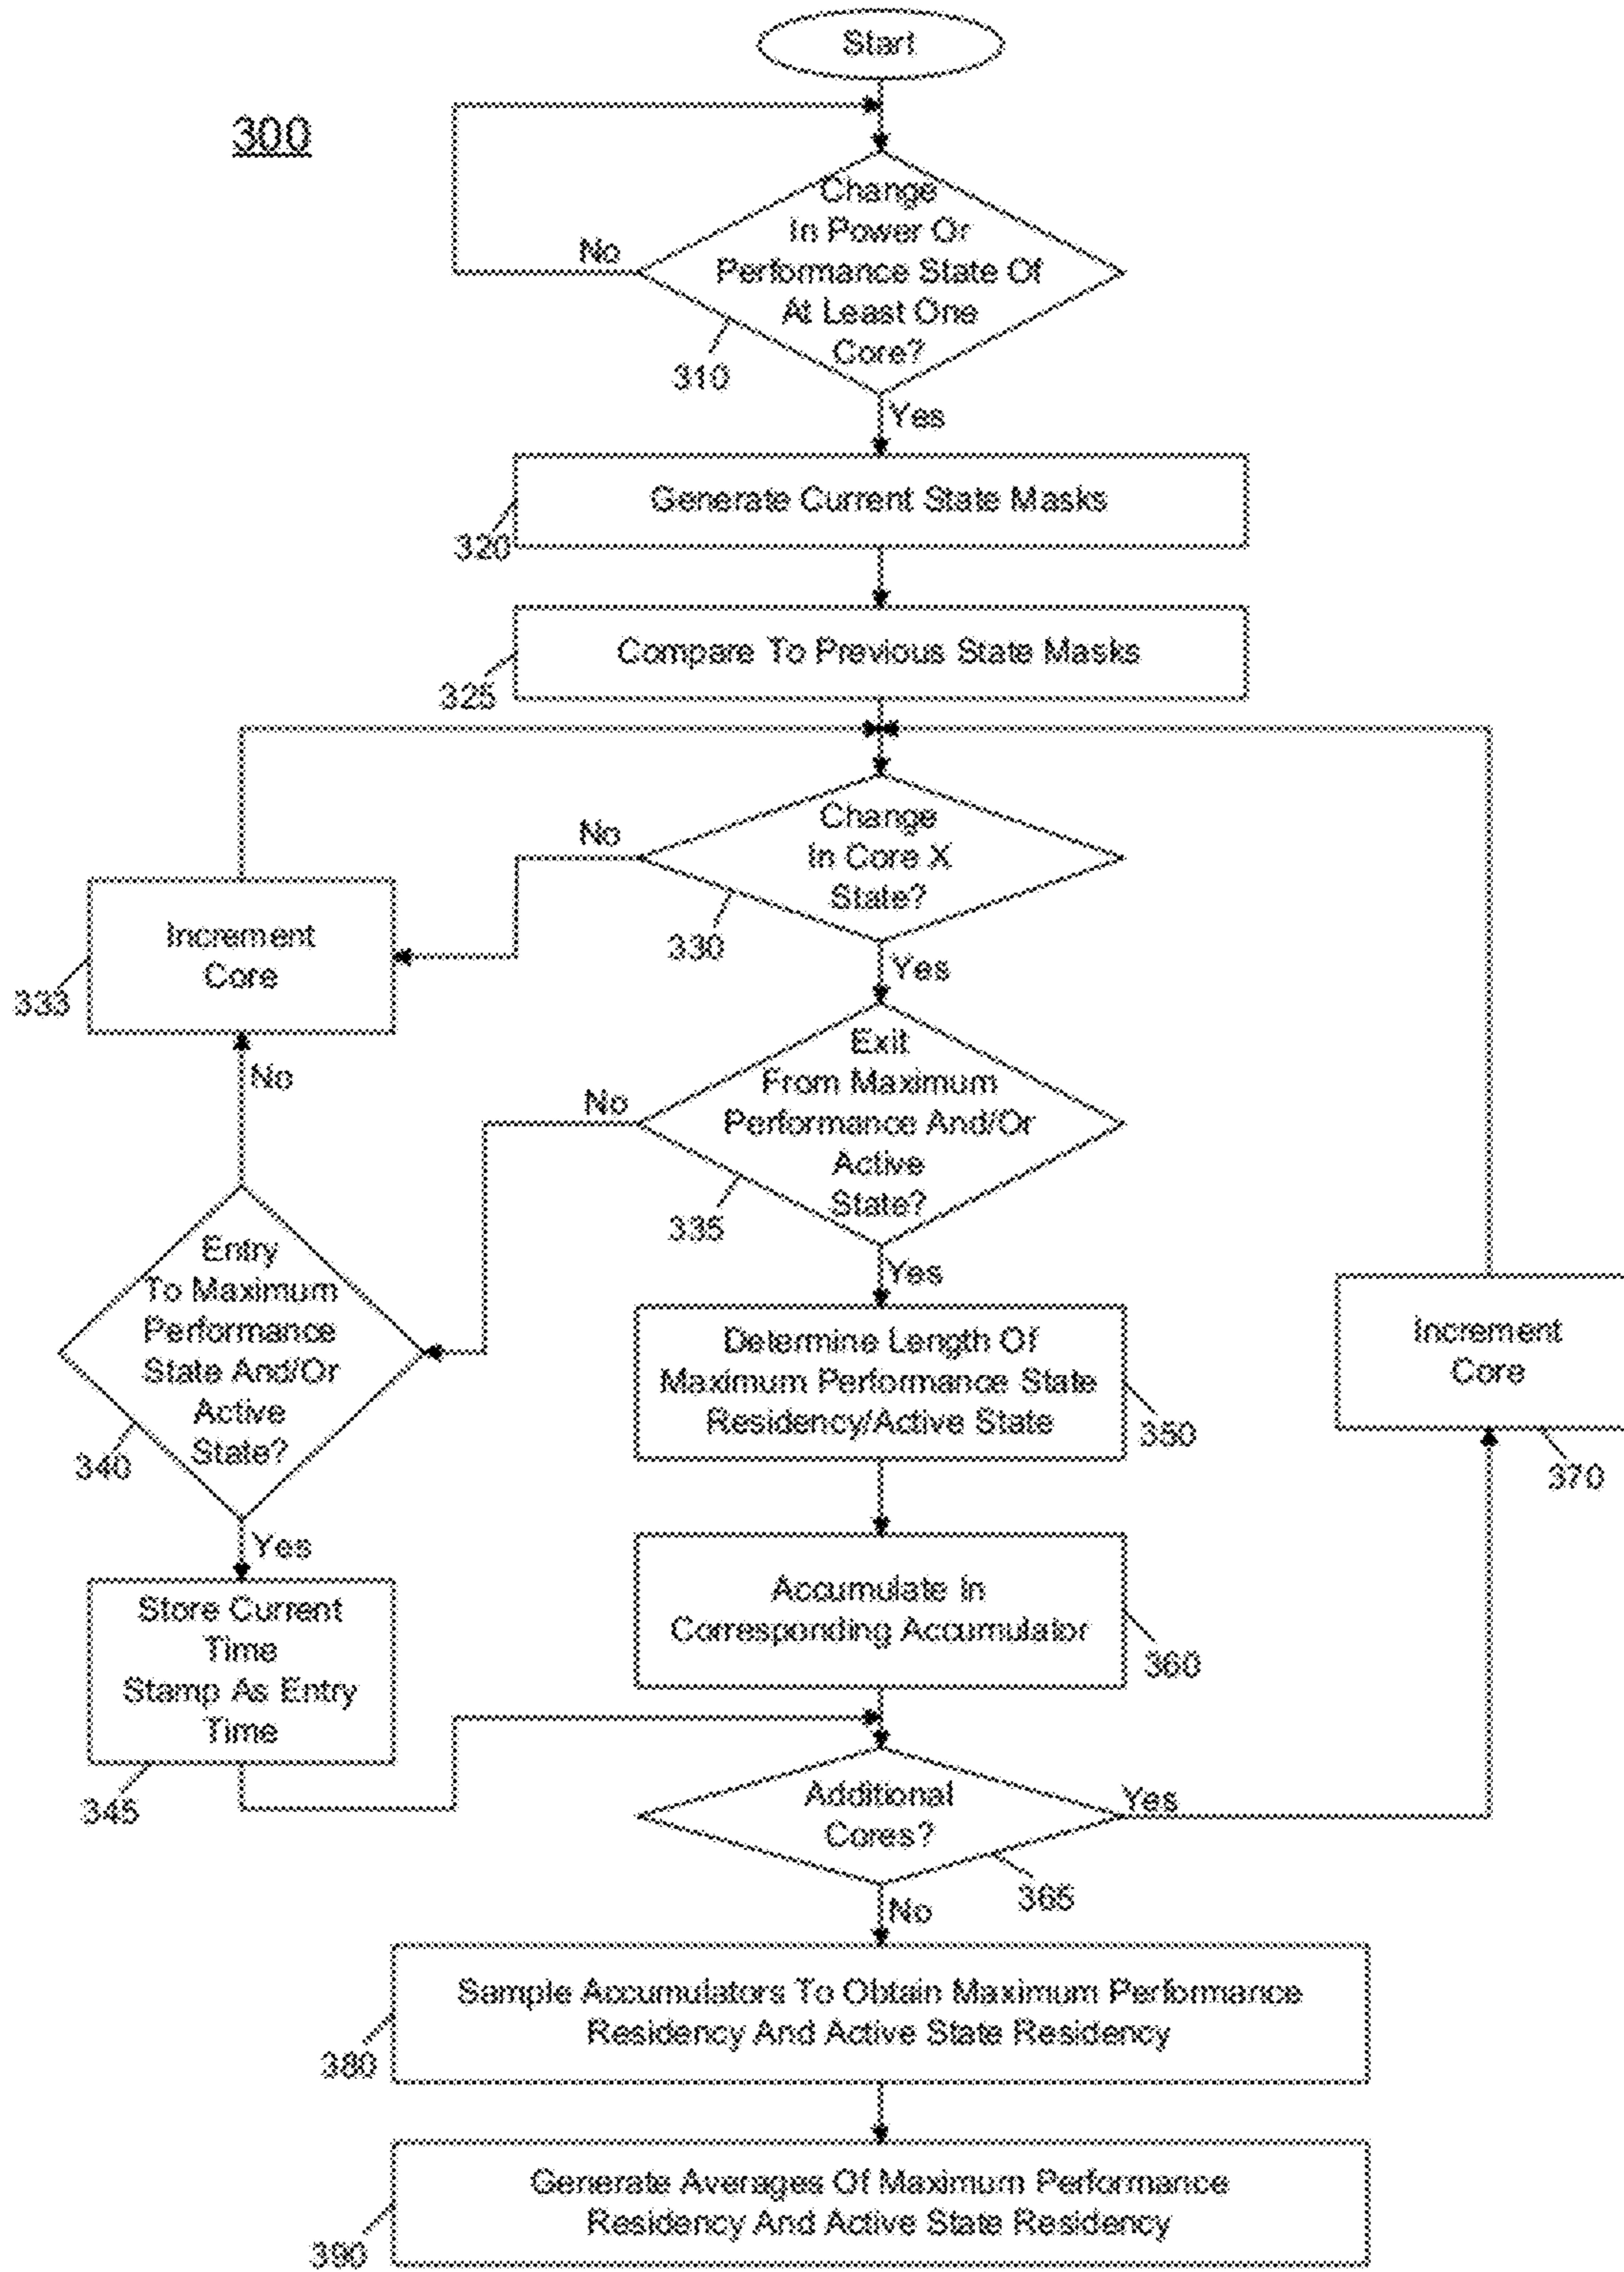 Start
300
Change
In Power Or
Performance State Of
At Least One
Core?
No
310
Yes
Generate Current State Masks
320
Compare To Previous State Masks
325
Change
In Core X
State?
No
330
Yes
Increment
Core
333
Exit
From Maximum
Performance And/Or
Active
State?
No
335
Yes
No
Entry
To Maximum
Performance
State And/Or
Active
State?
340
Yes
Determine Length Of
Maximum Performance State
Residency/Active State
350
Increment
Core
370
Store Current
Time
Stamp As Entry
Time
345
Accumulate In
Corresponding Accumulator
360
Additional
Cores?
Yes
365
No
Sample Accumulators To Obtain Maximum Performance
Residency And Active State Residency
380
Generate Averages Of Maximum Performance
Residency And Active State Residency
390